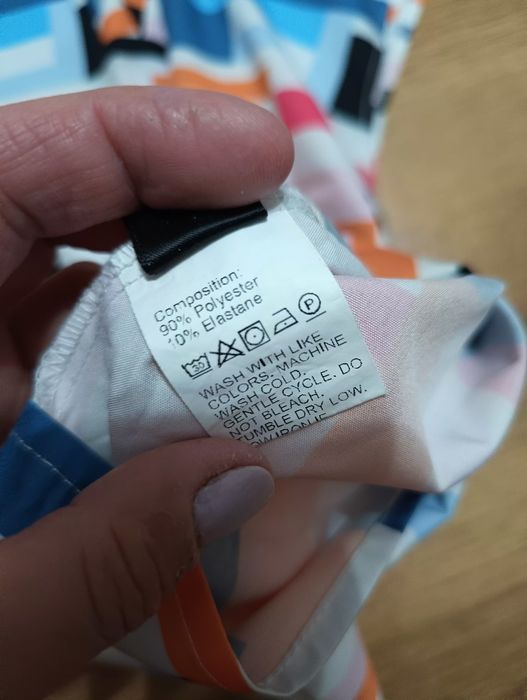 Composition:
90% Polyester
10% Elastane
30 P
WASH WITH LIKE
COLORS. MACHINE
WASH COLD.
GENTLE CYCLE. DO
NOT BLEACH.
TUMBLE DRY LOW.